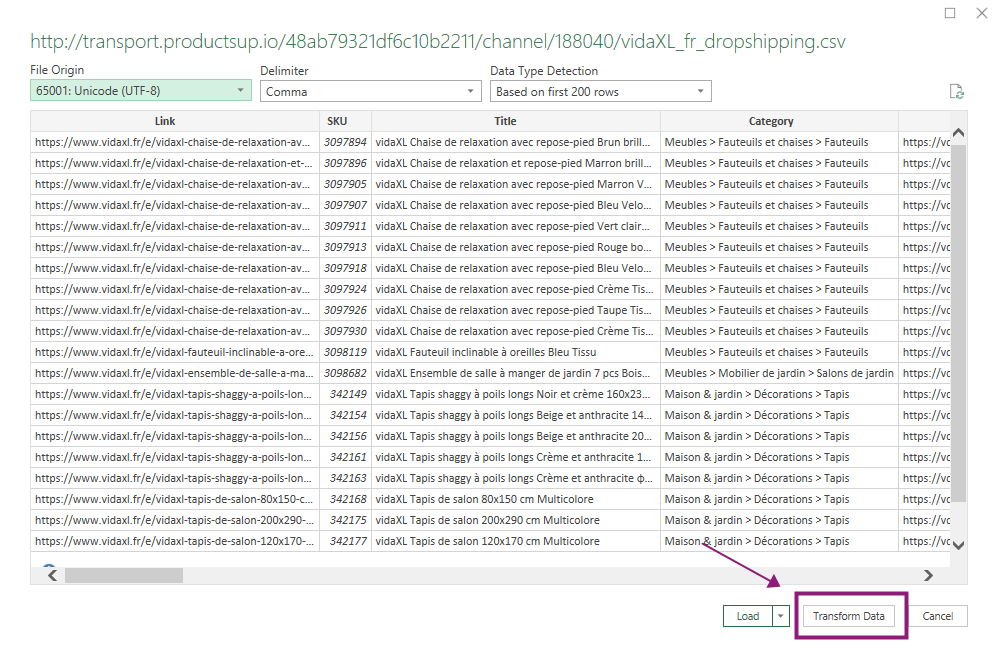 http://transport.productsup.io/48ab79321df6c10b2211/channel/188040/vidaXL_fr_dropshipping.csv
File Origin Delimiter Data Type Detection
65001: Unicode (UTF-8) Comma Based on first 200 rows
Link SKU Title Category
https://www.vidaxl.fr/e/vidaxl-chaise-de-relaxation-av... 3097894 vidaXL Chaise de relaxation avec repose-pied Brun brill... Meubles > Fauteuils et chaises > Fauteuils https://vc
https://www.vidaxl.fr/e/vidaxl-chaise-de-relaxation-et-... 3097896 vidaXL Chaise de relaxation et repose-pied Marron brill... Meubles > Fauteuils et chaises > Fauteuils https://vc
https://www.vidaxl.fr/e/vidaxl-chaise-de-relaxation-av... 3097905 vidaXL Chaise de relaxation avec repose-pied Marron V... Meubles > Fauteuils et chaises > Fauteuils https://vc
https://www.vidaxl.fr/e/vidaxl-chaise-de-relaxation-av... 3097907 vidaXL Chaise de relaxation avec repose-pied Bleu Velo... Meubles > Fauteuils et chaises > Fauteuils https://vc
https://www.vidaxl.fr/e/vidaxl-chaise-de-relaxation-av... 3097911 vidaXL Chaise de relaxation avec repose-pied Vert clair... Meubles > Fauteuils et chaises > Fauteuils https://vc
https://www.vidaxl.fr/e/vidaxl-chaise-de-relaxation-av... 3097913 vidaXL Chaise de relaxation avec repose-pied Rouge bo... Meubles > Fauteuils et chaises > Fauteuils https://vc
https://www.vidaxl.fr/e/vidaxl-chaise-de-relaxation-av... 3097918 vidaXL Chaise de relaxation avec repose-pied Bleu Velo... Meubles > Fauteuils et chaises > Fauteuils https://vc
https://www.vidaxl.fr/e/vidaxl-chaise-de-relaxation-av... 3097924 vidaXL Chaise de relaxation avec repose-pied Crème Tis... Meubles > Fauteuils et chaises > Fauteuils https://vc
https://www.vidaxl.fr/e/vidaxl-chaise-de-relaxation-av... 3097926 vidaXL Chaise de relaxation avec repose-pied Taupe Tis... Meubles > Fauteuils et chaises > Fauteuils https://vc
https://www.vidaxl.fr/e/vidaxl-chaise-de-relaxation-av... 3097930 vidaXL Chaise de relaxation avec repose-pied Crème Tis... Meubles > Fauteuils et chaises > Fauteuils https://vc
https://www.vidaxl.fr/e/vidaxl-fauteuil-inclinable-a-ore... 3098119 vidaXL Fauteuil inclinable à oreilles Bleu Tissu Meubles > Fauteuils et chaises > Fauteuils https://vc
https://www.vidaxl.fr/e/vidaxl-ensemble-de-salle-a-ma... 3098682 vidaXL Ensemble de salle à manger de jardin 7 pcs Bois... Meubles > Mobilier de jardin > Salons de jardin https://vc
https://www.vidaxl.fr/e/vidaxl-tapis-shaggy-a-poils-lon... 342149 vidaXL Tapis shaggy à poils longs Noir et crème 160x23... Maison & jardin > Décorations > Tapis https://vc
https://www.vidaxl.fr/e/vidaxl-tapis-shaggy-a-poils-lon... 342154 vidaXL Tapis shaggy à poils longs Beige et anthracite 14... Maison & jardin > Décorations > Tapis https://vc
https://www.vidaxl.fr/e/vidaxl-tapis-shaggy-a-poils-lon... 342156 vidaXL Tapis shaggy à poils longs Beige et anthracite 20... Maison & jardin > Décorations > Tapis https://vc
https://www.vidaxl.fr/e/vidaxl-tapis-shaggy-a-poils-lon... 342161 vidaXL Tapis shaggy à poils longs Crème et anthracite 1... Maison & jardin > Décorations > Tapis https://vc
https://www.vidaxl.fr/e/vidaxl-tapis-shaggy-a-poils-lon... 342163 vidaXL Tapis shaggy à poils longs Crème et anthracite φ... Maison & jardin > Décorations > Tapis https://vc
https://www.vidaxl.fr/e/vidaxl-tapis-de-salon-80x150-c... 342168 vidaXL Tapis de salon 80x150 cm Multicolore Maison & jardin > Décorations > Tapis https://vc
https://www.vidaxl.fr/e/vidaxl-tapis-de-salon-200x290-... 342175 vidaXL Tapis de salon 200x290 cm Multicolore Maison & jardin > Décorations > Tapis https://vc
https://www.vidaxl.fr/e/vidaxl-tapis-de-salon-120x170-... 342177 vidaXL Tapis de salon 120x170 cm Multicolore Maison & jardin > Décorations > Tapis https://vc
Load Transform Data Cancel